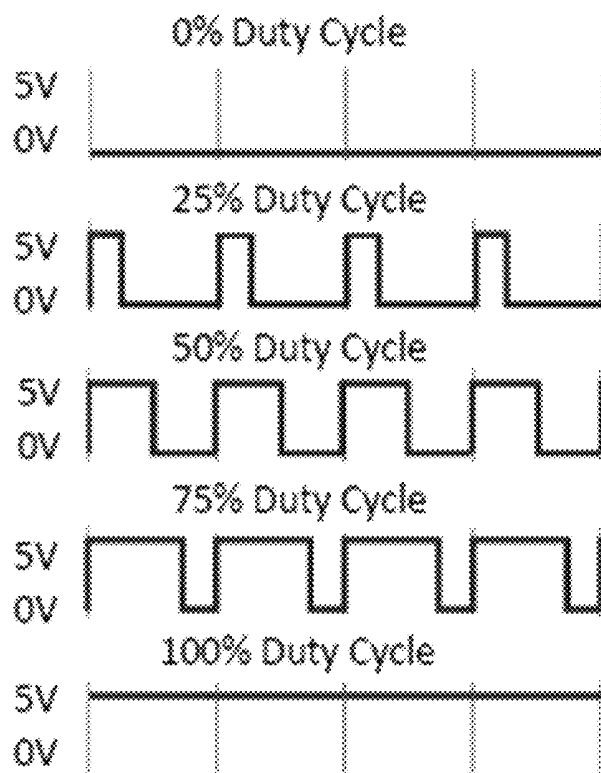 0% Duty Cycle
5V
0V
25% Duty Cycle
5V
0V
50% Duty Cycle
5V
0V
75% Duty Cycle
5V
0V
100% Duty Cycle
5V
0V